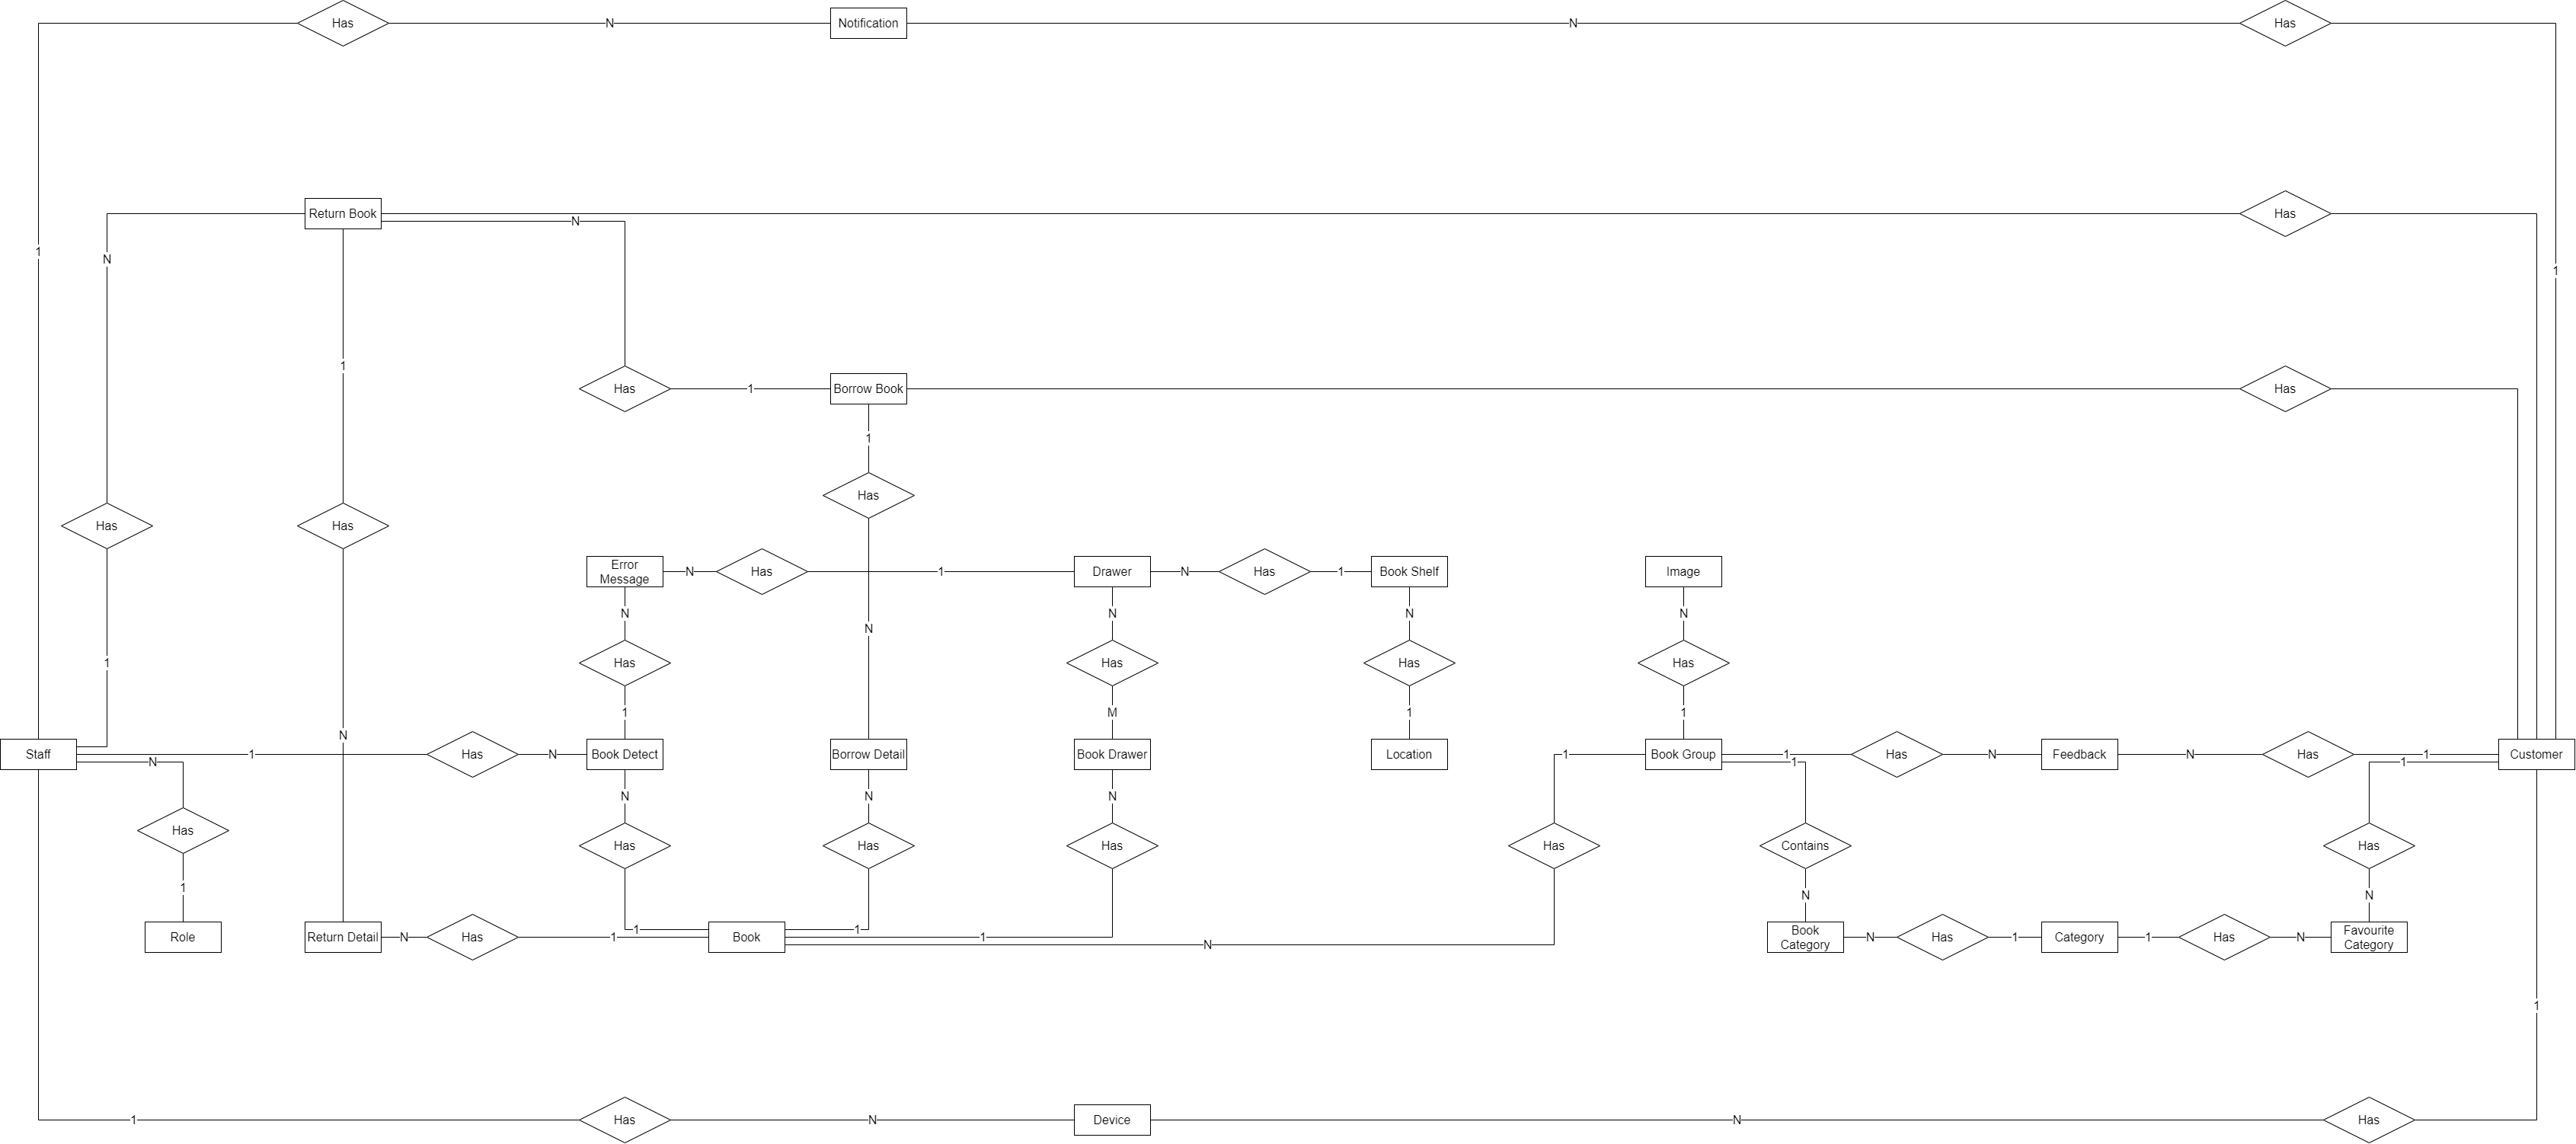 Has
N
Notification
N
Has
Return Book
N
Has
1
N
1
1
Has
1
Borrow Book
Has
1
Has
Has
Has
Error
Message
N
Has
1
Drawer
N
Has
1
Book Shelf
Image
N
N
N
N
N
1
Has
Has
Has
Has
1
M
1
1
N
Staff
1
Has
N
Book Detect
Borrow Detail
Book Drawer
Location
1
Book Group
1
Has
N
Feedback
N
Has
1
Customer
N
1
1
N
N
N
Has
Has
Has
Has
Has
Contains
Has
1
N
N
1
1
Role
Return Detail
N
Has
1
Book
1
N
Book
Category
N
Has
1
Category
1
Has
N
Favourite
Category
1
1
Has
N
Device
N
Has